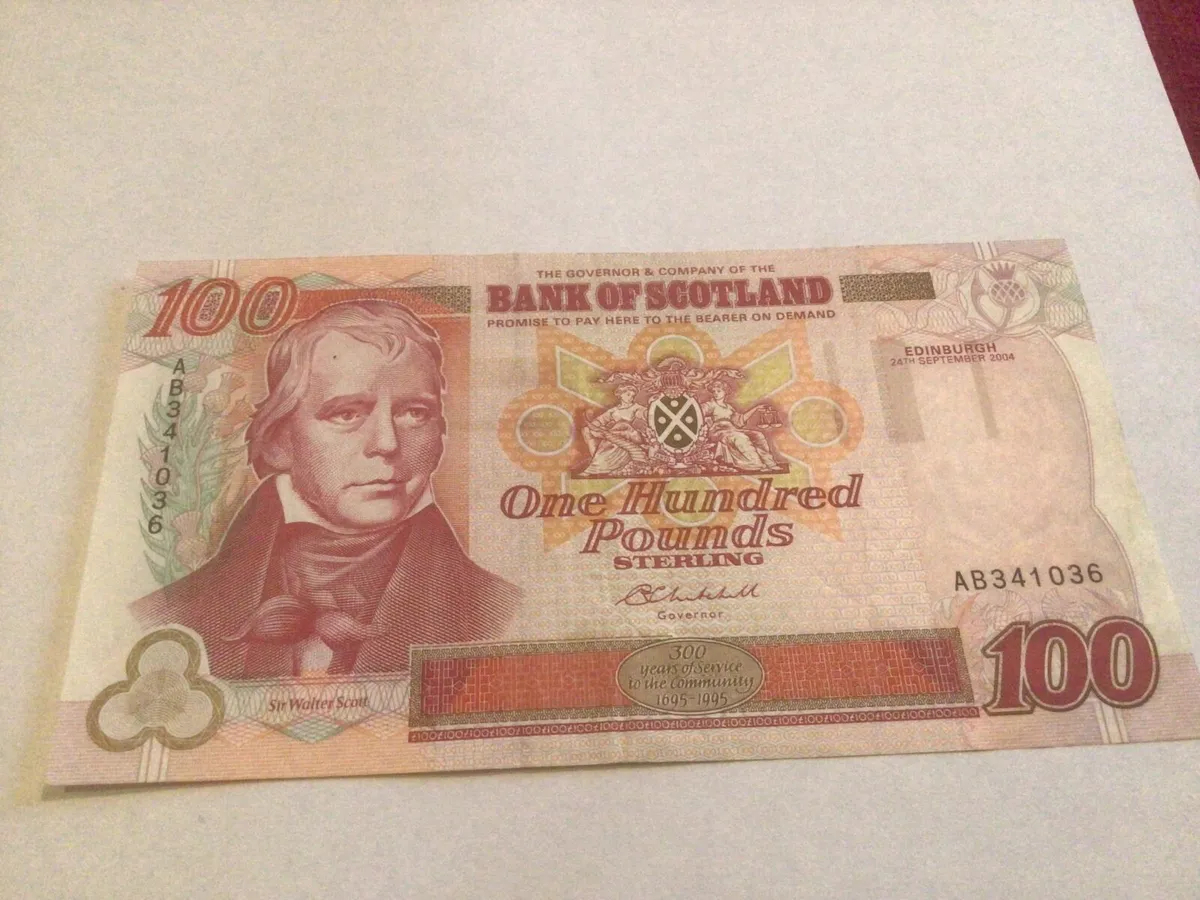 THE GOVERNOR & COMPANY OF THE
BANK OF SCOTLAND
PROMISE TO PAY HERE TO THE BEARER ON DEMAND
100
AB341036
EDINBURGH
24TH SEPTEMBER 2004
One Hundred
Pounds
STERLING
Governor
AB341036
300
years of Service
to the Community
1695-1995
Sir Walter Scott
100